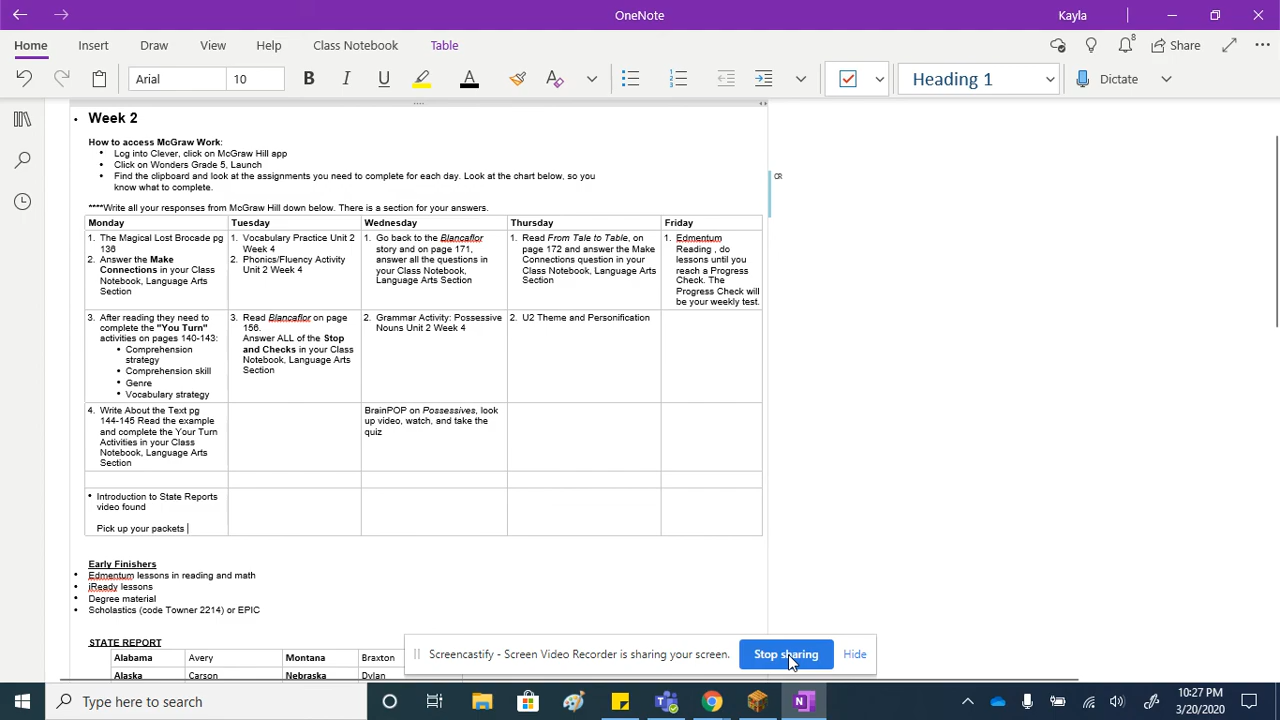 OneNote
Kayla
Home Insert Draw View Help Class Notebook Table
8
Share
Arial 10 B I U A A Heading 1 Dictate
• Week 2
How to access McGraw Work:
• Log into Clever, click on McGraw Hill app
• Click on Wonders Grade 5, Launch
• Find the clipboard and look at the assignments you need to complete for each day. Look at the chart below, so you
know what to complete.
CR
****Write all your responses from McGraw Hill down below. There is a section for your answers.
Monday Tuesday Wednesday Thursday Friday
1. The Magical Lost Brocade pg
136
2. Answer the Make
Connections in your Class
Notebook, Language Arts
Section
1. Vocabulary Practice Unit 2
Week 4
2. Phonics/Fluency Activity
Unit 2 Week 4
1. Go back to the Blancaflor
story and on page 171,
answer all the questions in
your Class Notebook,
Language Arts Section
1. Read From Tale to Table, on
page 172 and answer the Make
Connections question in your
Class Notebook, Language Arts
Section
1. Edmentum
Reading , do
lessons until you
reach a Progress
Check. The
Progress Check will
be your weekly test.
3. After reading they need to
complete the "You Turn"
activities on pages 140-143:
• Comprehension
strategy
• Comprehension skill
• Genre
• Vocabulary strategy
3. Read Blancaflor on page
156.
Answer ALL of the Stop
and Checks in your Class
Notebook, Language Arts
Section
2. Grammar Activity: Possessive
Nouns Unit 2 Week 4
2. U2 Theme and Personification
4. Write About the Text pg
144-145 Read the example
and complete the Your Turn
Activities in your Class
Notebook, Language Arts
Section
BrainPOP on Possessives, look
up video, watch, and take the
quiz
• Introduction to State Reports
video found
Pick up your packets
Early Finishers
• Edmentum lessons in reading and math
• iReady lessons
• Degree material
• Scholastics (code Towner 2214) or EPIC
STATE REPORT
Alabama Avery Montana Braxton
Alaska Carson Nebraska Dylan
Screencastify - Screen Video Recorder is sharing your screen. Stop sharing Hide
Type here to search
10:27 PM
3/20/2020